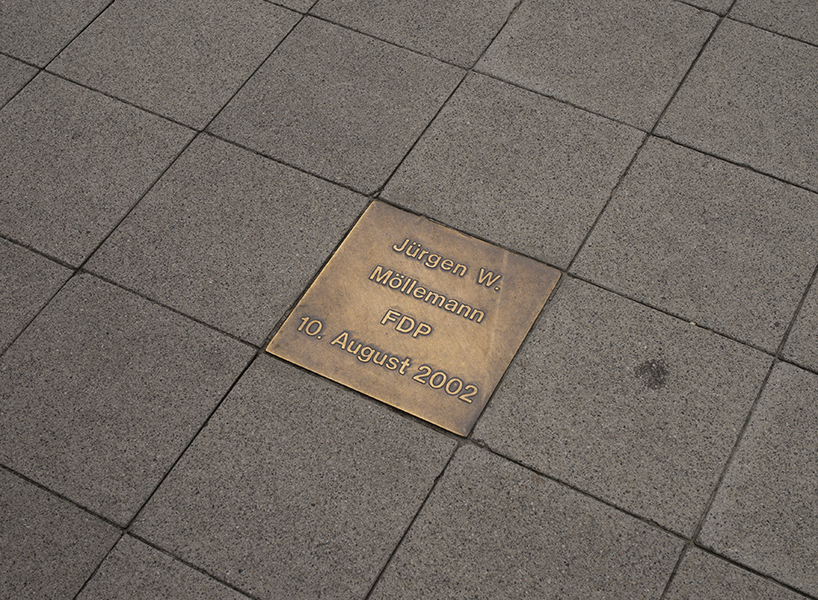 Jürgen W.
Möllemann
FDP
10. August 2002